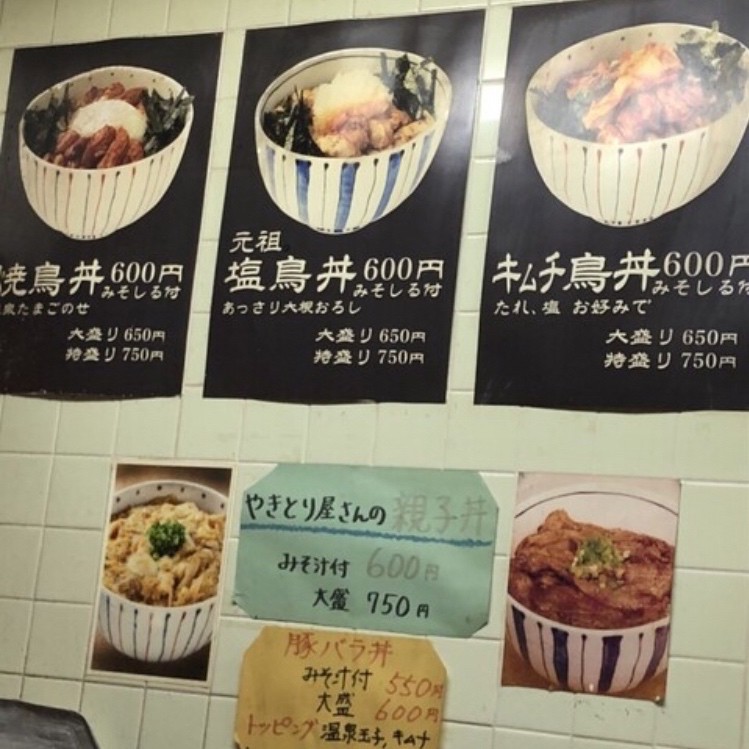 焼鳥丼 600円
みそしる付
温泉たまごのせ
大盛り 650円
特盛り 750円
元祖
塩鳥丼 600円
みそしる付
あっさり大根おろし
大盛り 650円
特盛り 750円
キムチ鳥丼 600円
みそしる付
たれ、塩 お好みで
大盛り 650円
特盛り 750円
やきとり屋さんの 親子丼
みそ汁付 600円
大盛 750円
豚バラ丼
みそ汁付 550円
大盛 600円
トッピング 温泉玉子、キムチ